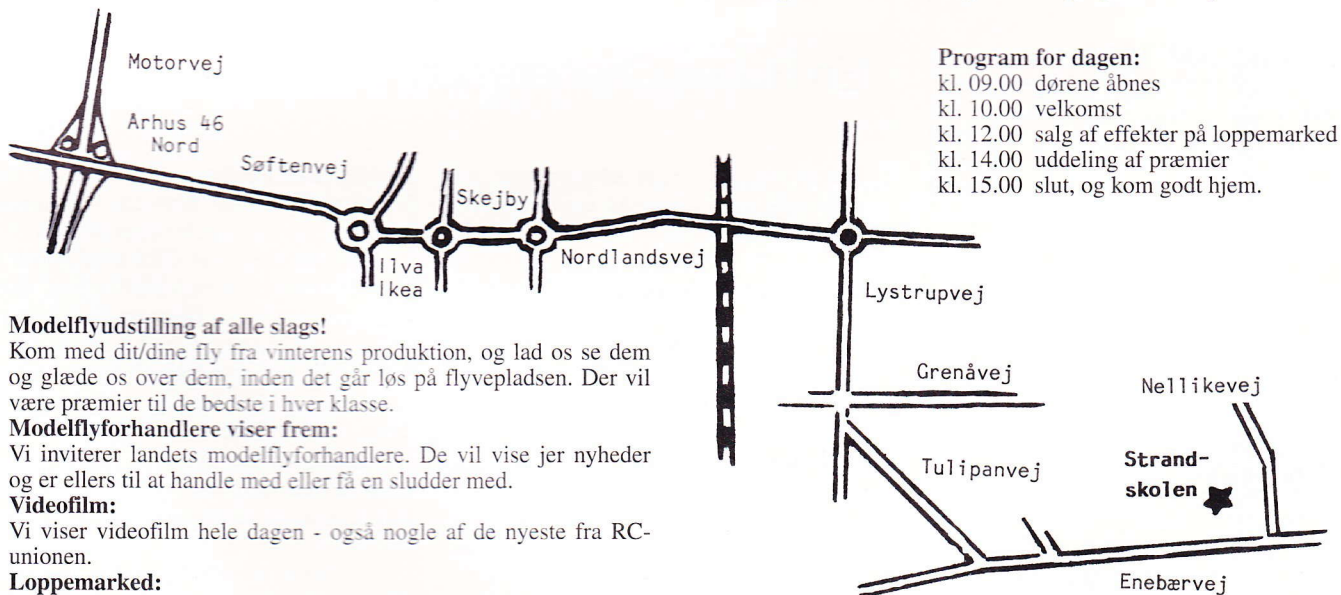 Motorvej
Arhus 46
Nord
Søftenvej
Skejby
Ilva
Ikea
Nordlandsvej
Lystrupvej
Grenåvej
Nellikevej
Tulipanvej
Strand-
skolen
Enebærvej
Program for dagen:
kl. 09.00 dørene åbnes
kl. 10.00 velkomst
kl. 12.00 salg af effekter på loppemarked
kl. 14.00 uddeling af præmier
kl. 15.00 slut, og kom godt hjem.
Modelflyudstilling af alle slags!
Kom med dit/dine fly fra vinterens produktion, og lad os se dem
og glæde os over dem, inden det går løs på flyvepladsen. Der vil
være præmier til de bedste i hver klasse.
Modelflyforhandlere viser frem:
Vi inviterer landets modelflyforhandlere. De vil vise jer nyheder
og er ellers til at handle med eller få en sludder med.
Videofilm:
Vi viser videofilm hele dagen - også nogle af de nyeste fra RC-
unionen.
Loppemarked: